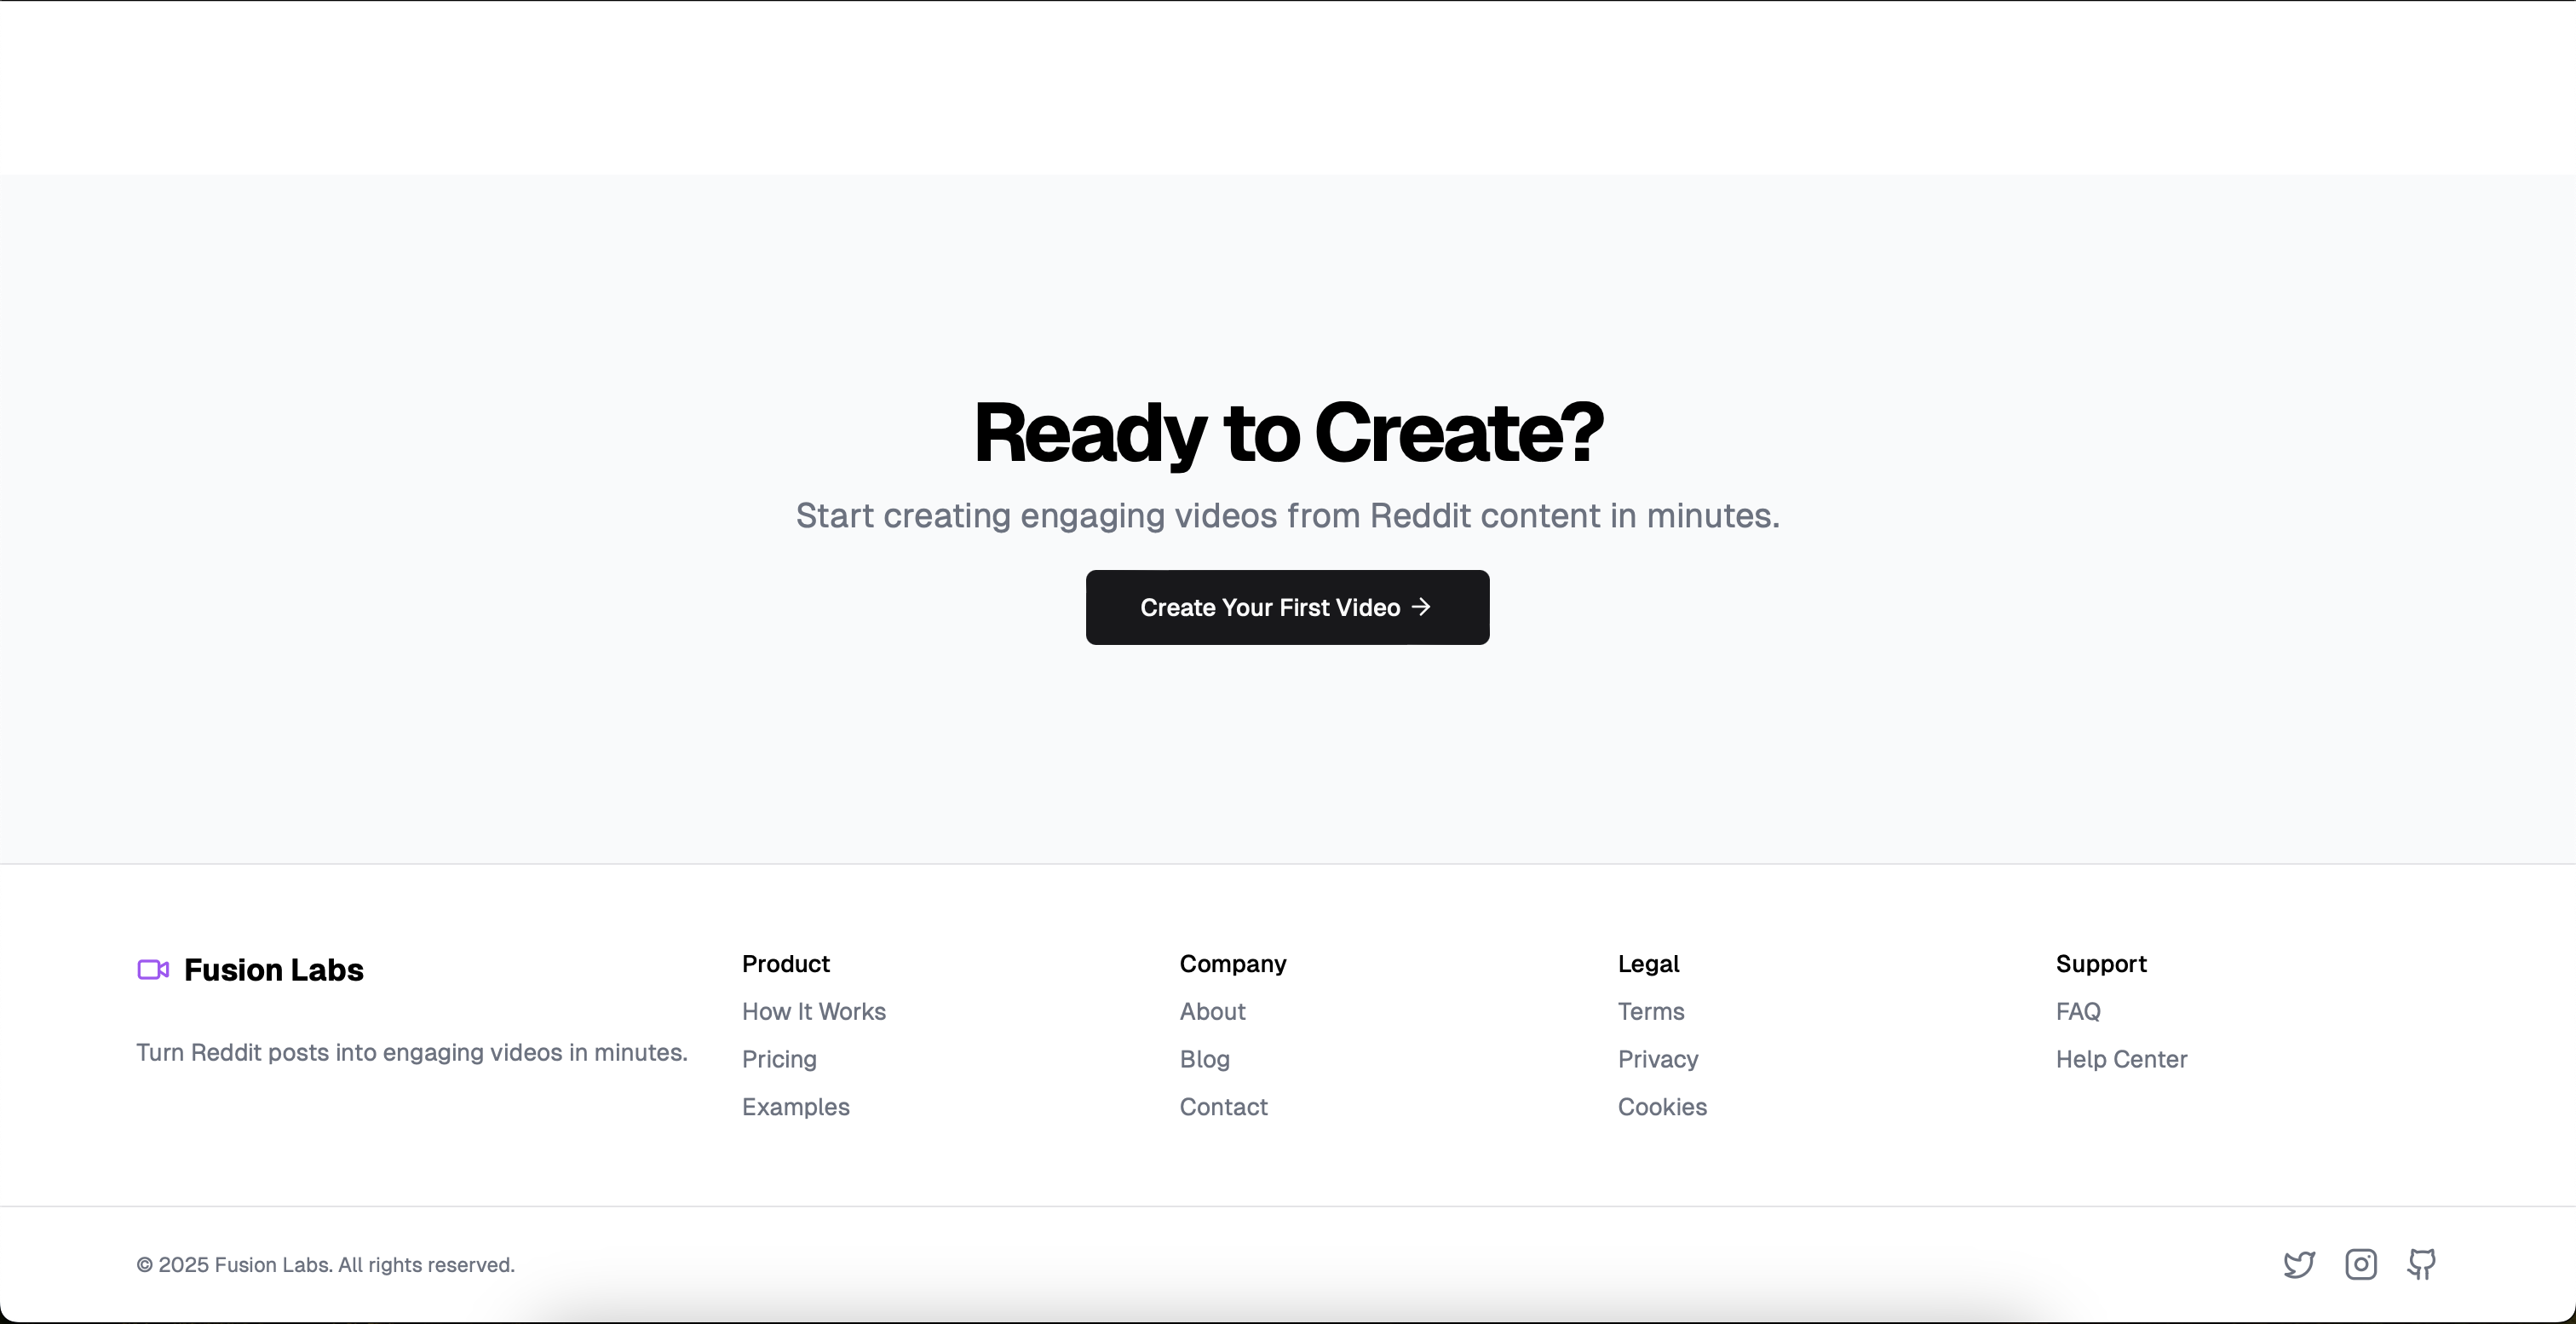 Ready to Create?
Start creating engaging videos from Reddit content in minutes.
Create Your First Video →
Fusion Labs
Turn Reddit posts into engaging videos in minutes.
Product
How It Works
Pricing
Examples
Company
About
Blog
Contact
Legal
Terms
Privacy
Cookies
Support
FAQ
Help Center
© 2025 Fusion Labs. All rights reserved.